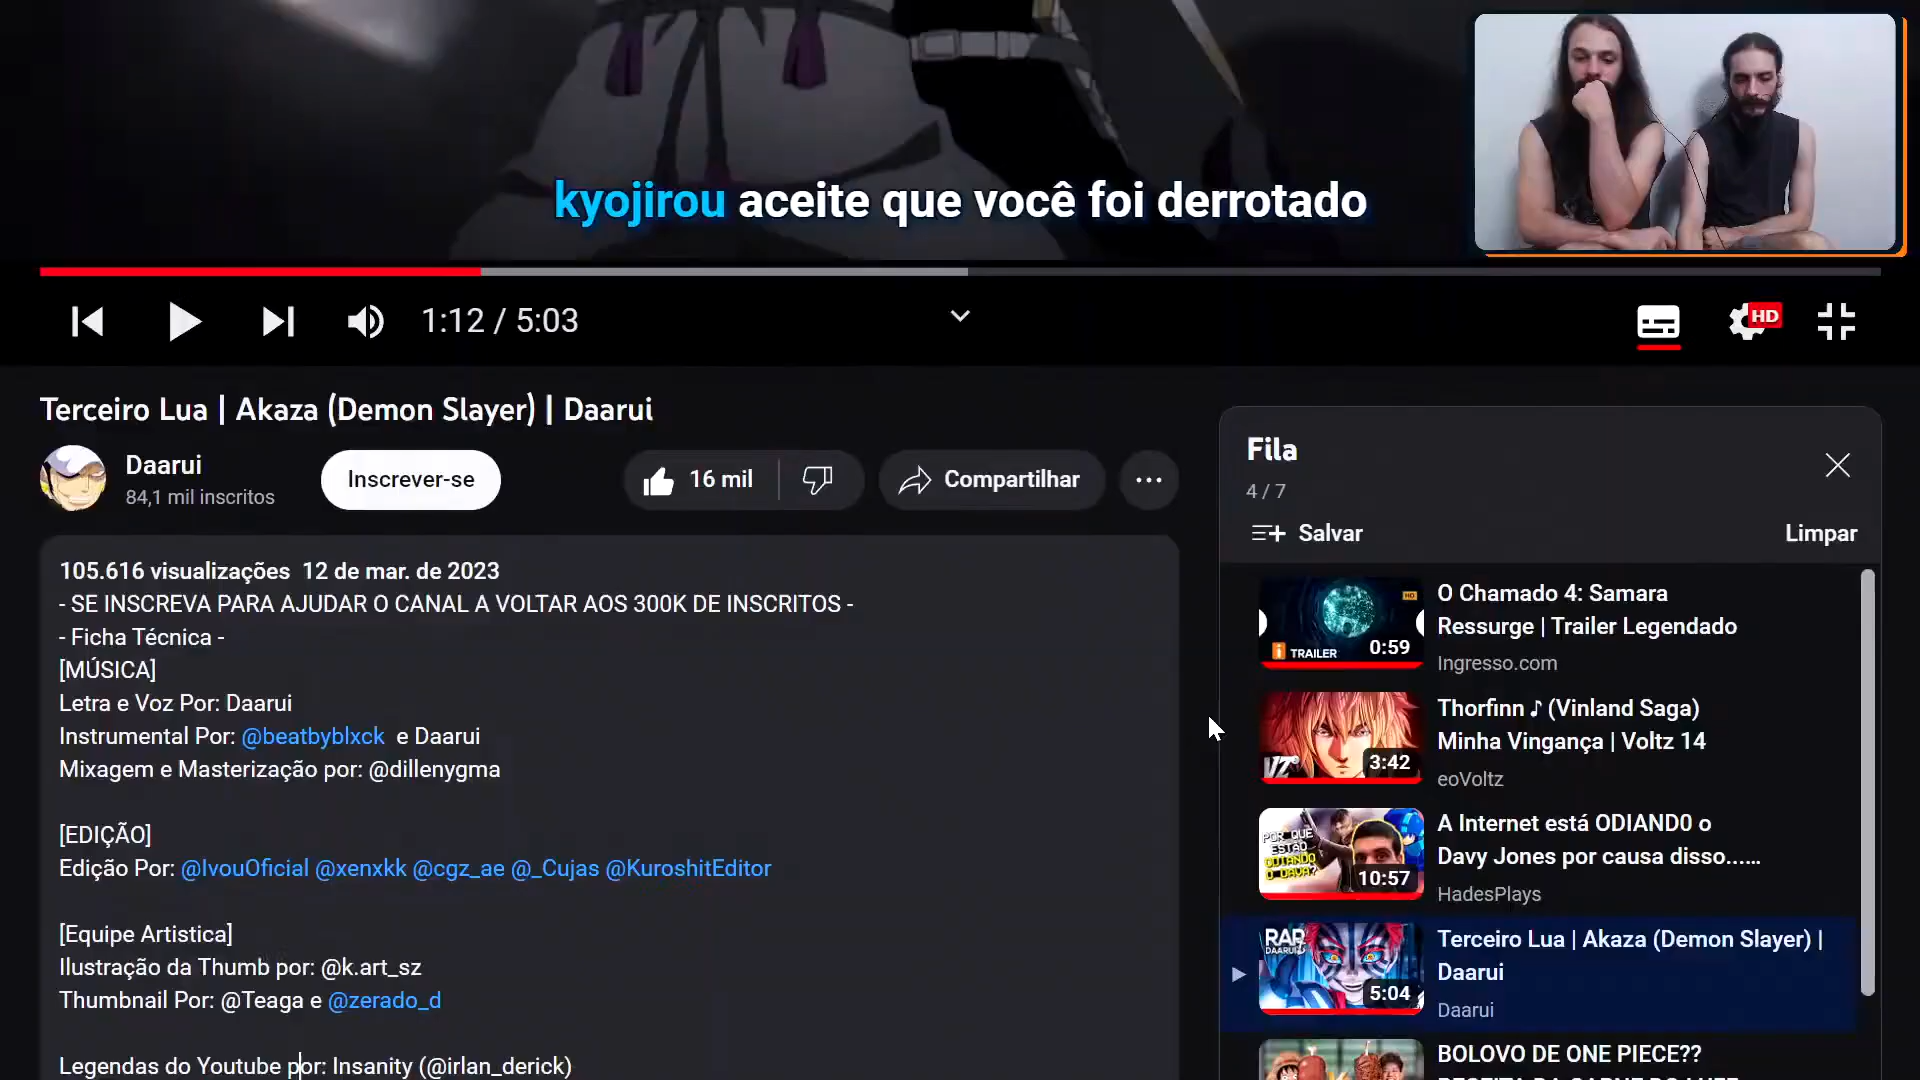 kyojirou aceite que você foi derrotado
1:12 / 5:03
HD
Terceiro Lua | Akaza (Demon Slayer) | Daarui
Daarui
84,1 mil inscritos
Inscrever-se
16 mil
Compartilhar
105.616 visualizações 12 de mar. de 2023
- SE INSCREVA PARA AJUDAR O CANAL A VOLTAR AOS 300K DE INSCRITOS -
- Ficha Técnica -
[MÚSICA]
Letra e Voz Por: Daarui
Instrumental Por: @beatbyblxck e Daarui
Mixagem e Masterização por: @dillenygma
[EDIÇÃO]
Edição Por: @IvouOficial @xenxkk @cgz_ae @_Cujas @KuroshitEditor
[Equipe Artistica]
Ilustração da Thumb por: @k.art_sz
Thumbnail Por: @Teaga e @zerado_d
Legendas do Youtube por: Insanity (@irlan_derick)
Fila
4 / 7
Salvar
Limpar
HD
TRAILER
0:59
O Chamado 4: Samara
Ressurge | Trailer Legendado
Ingresso.com
VZ
3:42
Thorfinn ♪ (Vinland Saga)
Minha Vingança | Voltz 14
eoVoltz
POR QUÊ
ESTÃO
ODIANDO
O DAVA?
10:57
A Internet está ODIAND0 o
Davy Jones por causa disso......
HadesPlays
RAP
DAARUI
5:04
Terceiro Lua | Akaza (Demon Slayer) |
Daarui
Daarui
BOLOVO DE ONE PIECE??